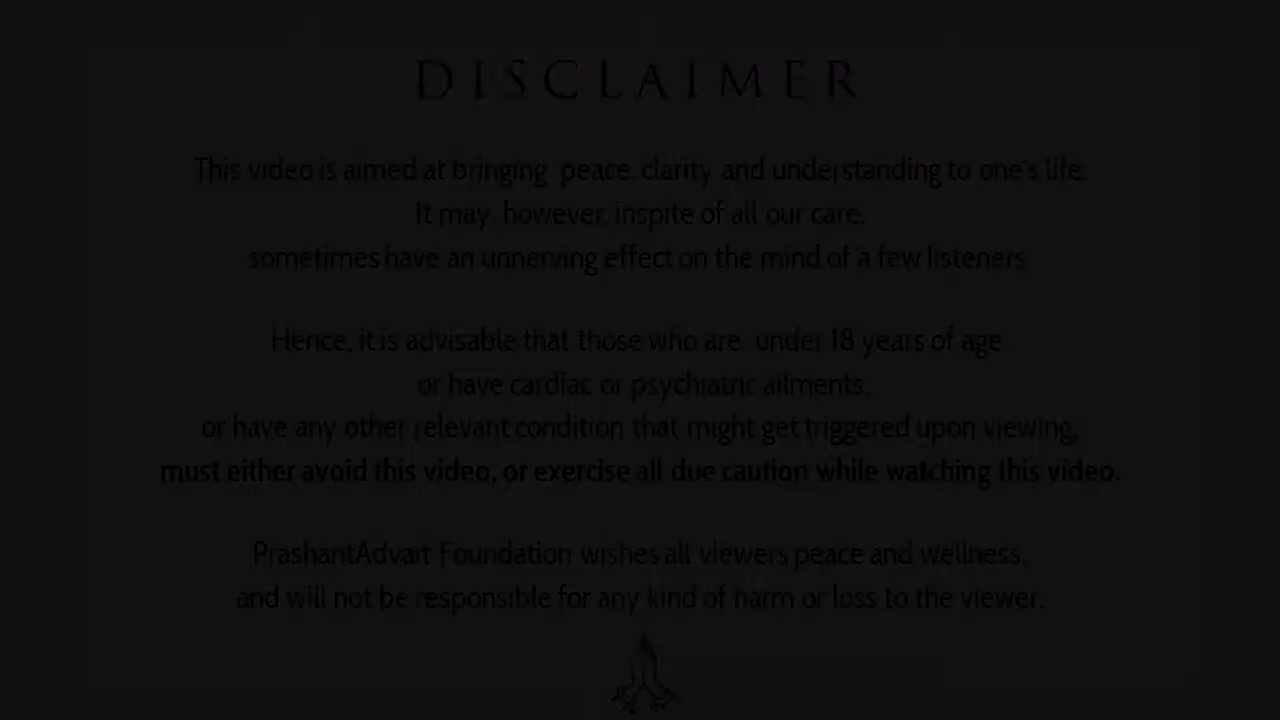 DISCLAIMER
This video is aimed at bringing peace, clarity and understanding to one's life.
It may, however, inspite of all our care,
sometimes have an unnerving effect on the mind of a few listeners
Hence, it is advisable that those who are under 18 years of age
or have cardiac or psychiatric ailments,
or have any other relevant condition that might get triggered upon viewing,
must either avoid this video, or exercise all due caution while watching this video.
PrashantAdvait Foundation wishes all viewers peace and wellness,
and will not be responsible for any kind of harm or loss to the viewer.